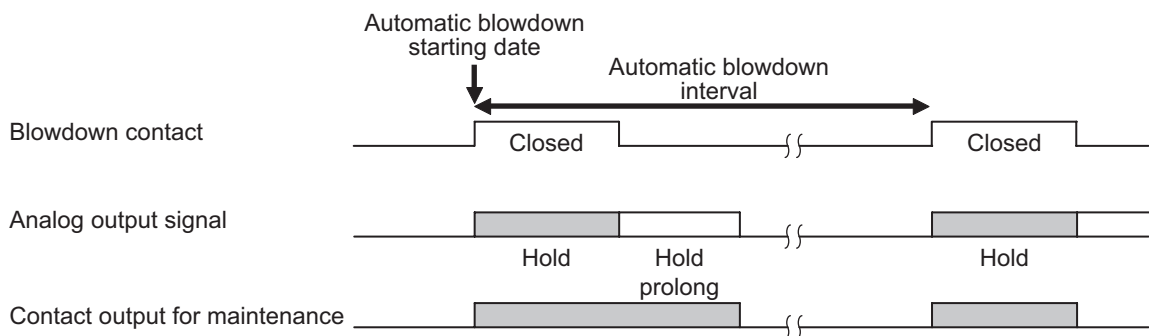 Automatic blowdown
starting date
Automatic blowdown
interval
Blowdown contact
Closed
Closed
Analog output signal
Hold
Hold
prolong
Hold
Contact output for maintenance